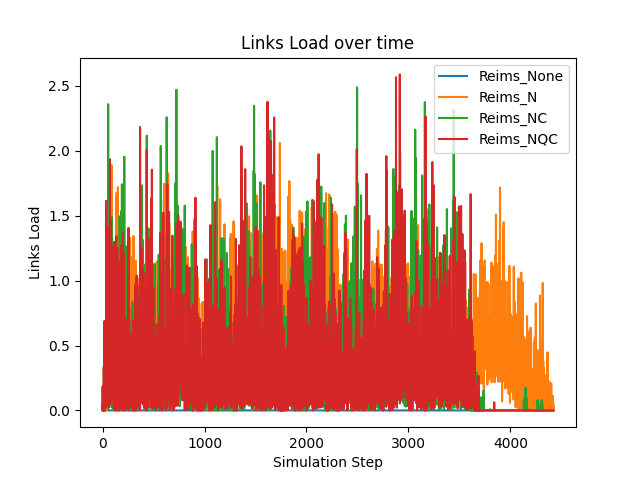 Links Load over time
Reims_None
Reims_N
Reims_NC
Reims_NQC
Links Load
2.5
2.0
1.5
1.0
0.5
0.0
0 1000 2000 3000 4000
Simulation Step